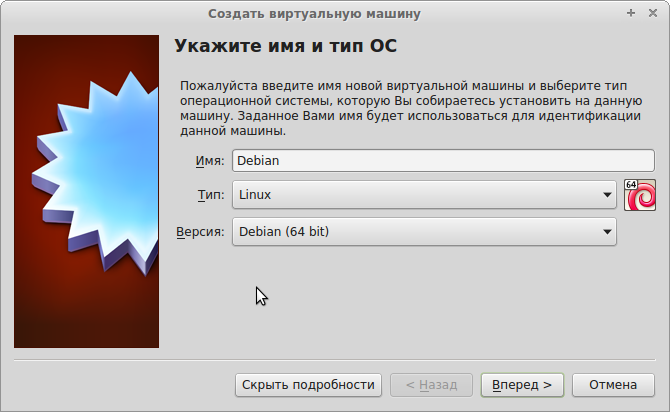 Создать виртуальную машину
Укажите имя и тип ОС
Пожалуйста введите имя новой виртуальной машины и выберите тип
операционной системы, которую Вы собираетесь установить на данную
машину. Заданное Вами имя будет использоваться для идентификации
данной машины.
Имя: Debian
Тип: Linux 64
Версия: Debian (64 bit)
Скрыть подробности < Назад Вперед > Отмена